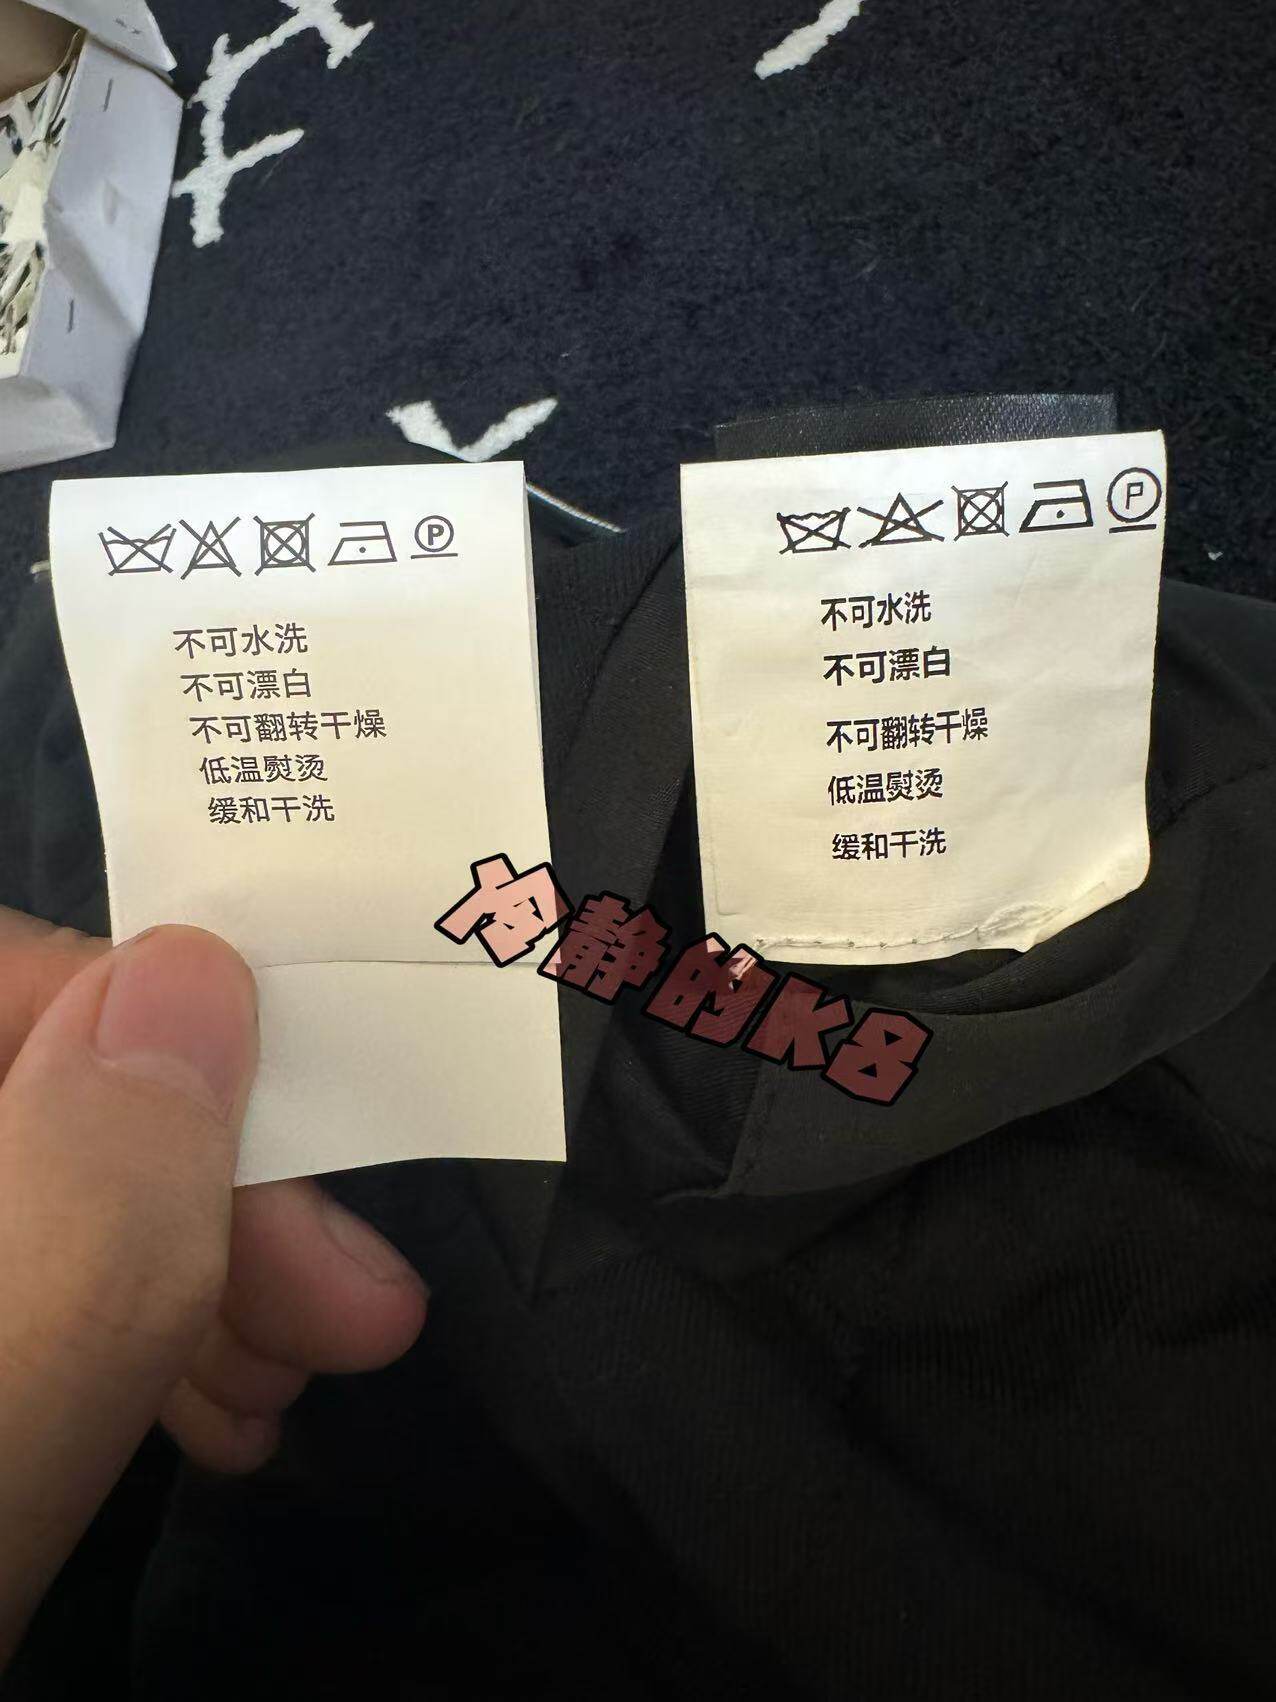 P
不可水洗
不可漂白
不可翻转干燥
低温熨烫
缓和干洗
P
不可水洗
不可漂白
不可翻转干燥
低温熨烫
缓和干洗
静的K8